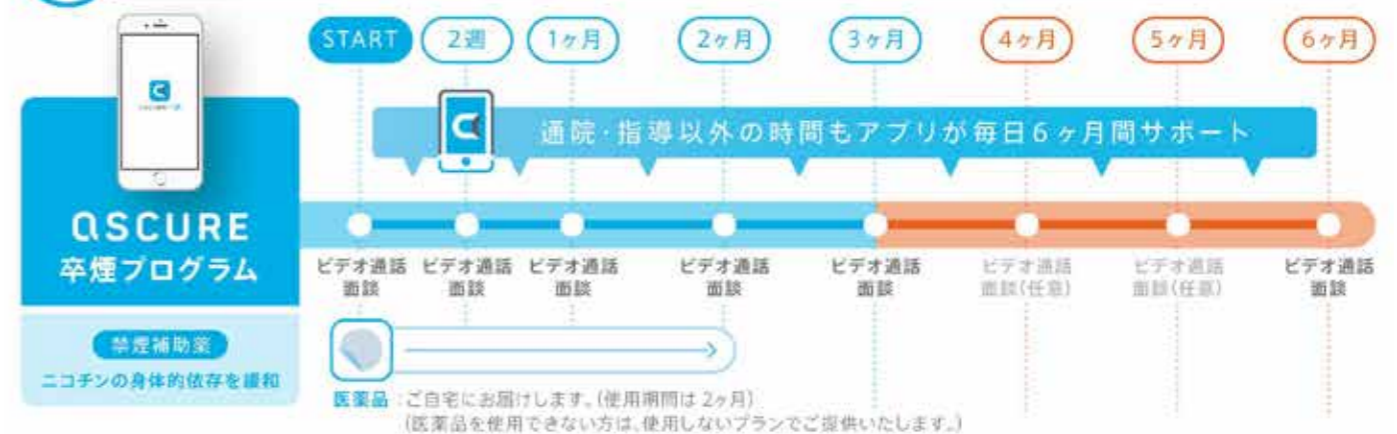 START
2週
1ヶ月
2ヶ月
3ヶ月
4ヶ月
5ヶ月
6ヶ月
通院・指導以外の時間もアプリが毎日6ヶ月間サポート
ascure
卒煙プログラム
ビデオ通話
面談
ビデオ通話
面談
ビデオ通話
面談
ビデオ通話
面談
ビデオ通話
面談
ビデオ通話
面談(任意)
ビデオ通話
面談(任意)
ビデオ通話
面談
禁煙補助薬
ニコチンの身体的依存を緩和
医薬品:ご自宅にお届けします。(使用期間は 2ヶ月)
(医薬品を使用できない方は、使用しないプランでご提供いたします。)